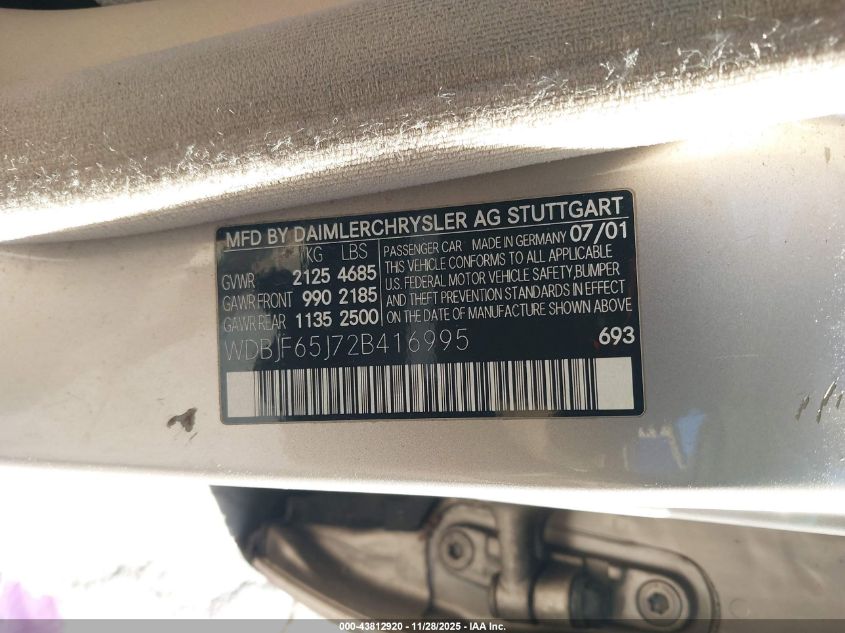 MFD BY DAIMLERCHRYSLER AG STUTTGART
KG LBS
GVWR 2125 4685
GAWR FRONT 990 2185
GAWR REAR 1135 2500
PASSENGER CAR MADE IN GERMANY 07/01
THIS VEHICLE CONFORMS TO ALL APPLICABLE
U.S. FEDERAL MOTOR VEHICLE SAFETY,BUMPER
AND THEFT PREVENTION STANDARDS IN EFFECT
ON THE DATE OF MANUFACTURE SHOWN ABOVE
WDBJF65J72B416995
693
000-43812920 - 11/28/2025 - IAA Inc.